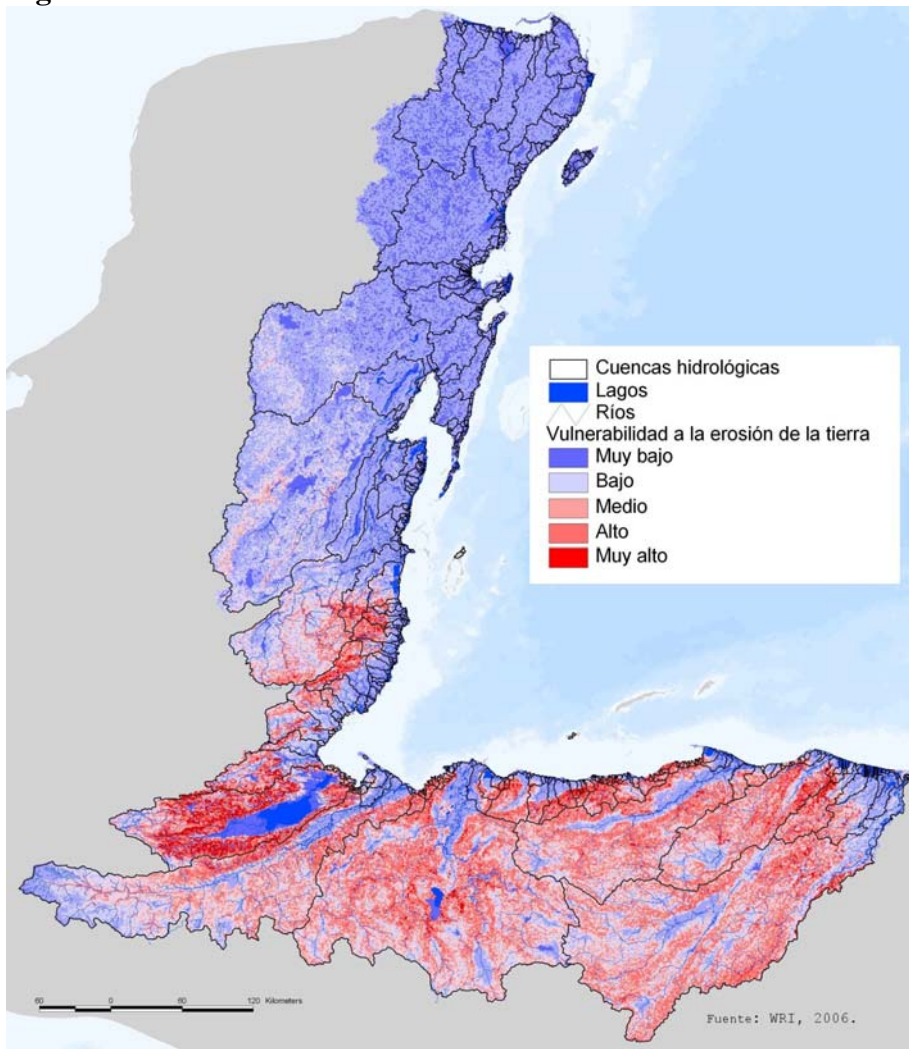 g
Cuencas hidrológicas
Lagos
Ríos
Vulnerabilidad a la erosión de la tierra
Muy bajo
Bajo
Medio
Alto
Muy alto
60 0 60 120 Kilometers
Fuente: WRI, 2006.